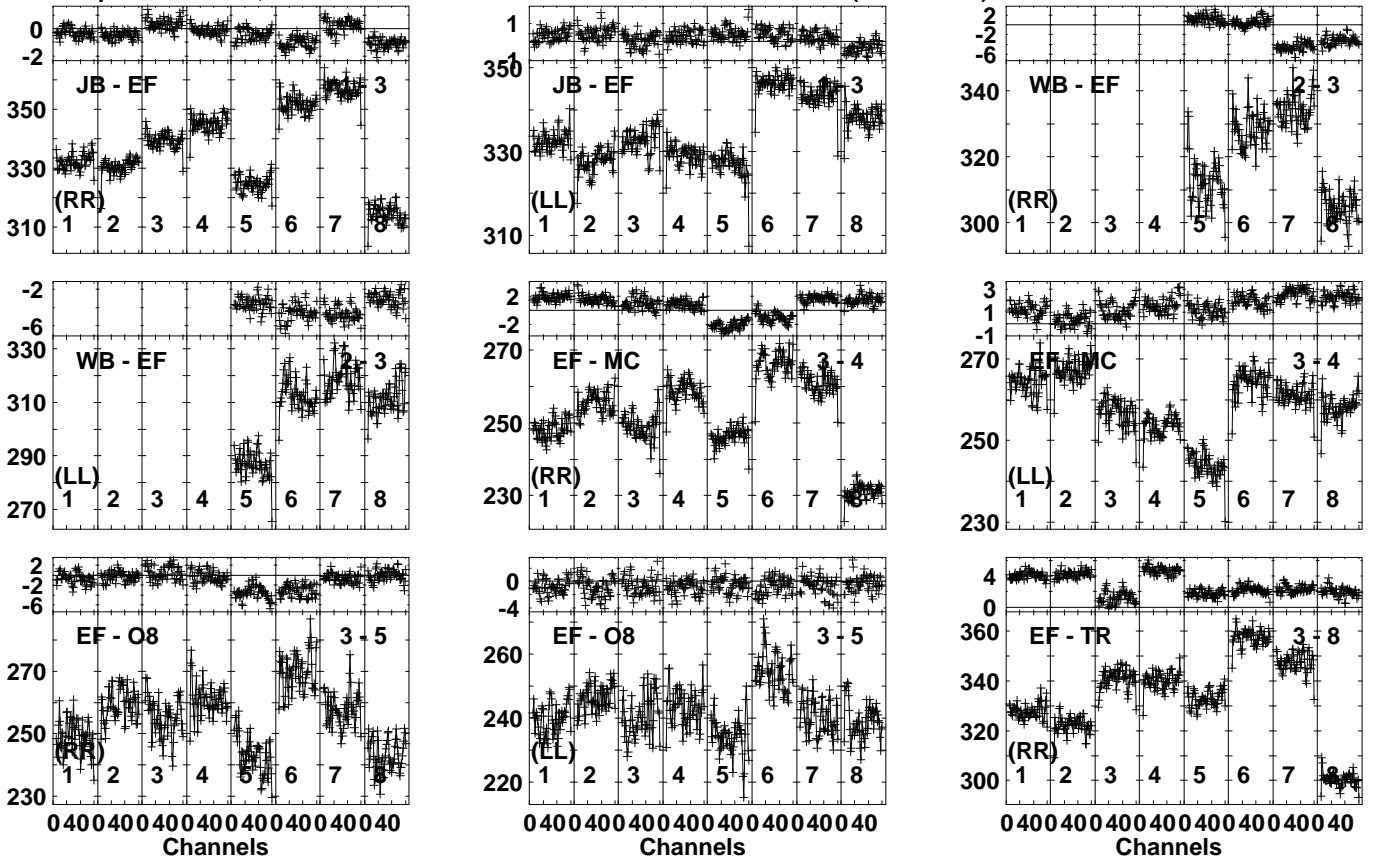 0
-2
JB - EF 1 - 3
350
330
(RR)
310 1 2 3 4 5 6 7 8
1
1
350
JB - EF 1 - 3
330
(LL)
310 1 2 3 4 5 6 7 8
2
-2
-6
340
WB - EF 2 - 3
320
(RR)
300 1 2 3 4 5 6 7 8
-2
-6
330
WB - EF 2 - 3
310
290
(LL)
270 1 2 3 4 5 6 7 8
2
-2
270
EF - MC 3 - 4
250
(RR)
230 1 2 3 4 5 6 7 8
3
1
-1
270
EF - MC 3 - 4
250
(LL)
230 1 2 3 4 5 6 7 8
2
-2
-6
EF - O8 3 - 5
270
250
(RR)
1 2 3 4 5 6 7 8
230
0 40 0 40 0 40 0 40 0 40 0 40 0 40 0 40
Channels
0
-4
EF - O8 3 - 5
260
240
(LL)
220 1 2 3 4 5 6 7 8
0 40 0 40 0 40 0 40 0 40 0 40 0 40 0 40
Channels
4
0
360
EF - TR 3 - 8
340
320
(RR)
300 1 2 3 4 5 6 7 8
0 40 0 40 0 40 0 40 0 40 0 40 0 40 0 40
Channels